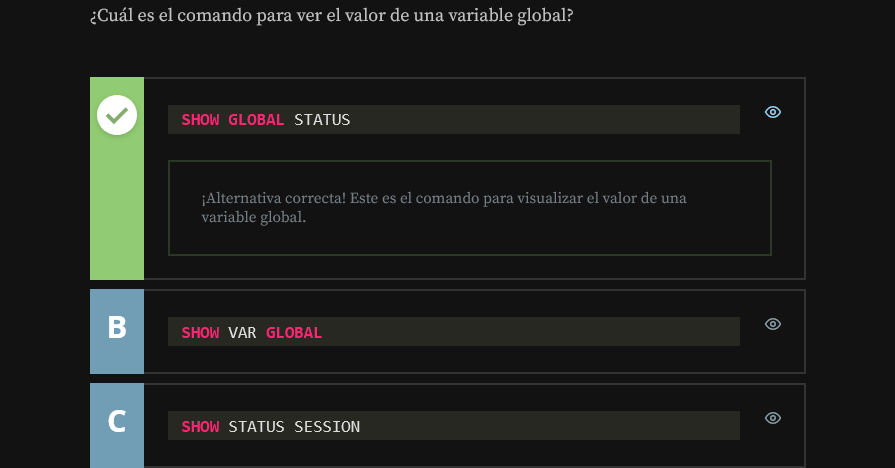 ¿Cuál es el comando para ver el valor de una variable global?
SHOW GLOBAL STATUS
¡Alternativa correcta! Este es el comando para visualizar el valor de una
variable global.
B
SHOW VAR GLOBAL
C
SHOW STATUS SESSION